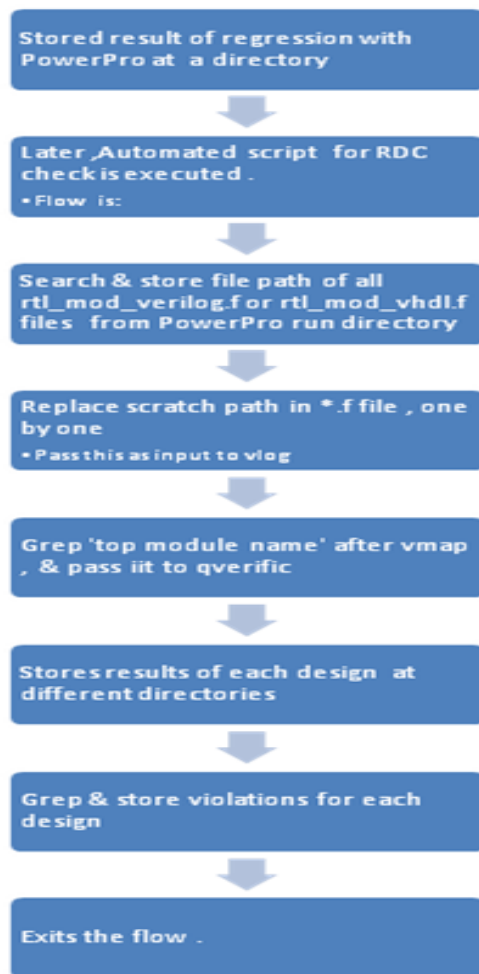 Stored result of regression with
PowerPro at a directory
Later ,Automated script for RDC
check is executed .
• Flow is:
Search & store file path of all
rtl_mod_verilog.f or rtl_mod_vhdl.f
files from PowerPro run directory
Replace scratch path in *.f file , one
by one
• Pass this as input to vlog
Grep 'top module name' after vmap
, & pass iit to qverific
Stores results of each design at
different directories
Grep & store violations for each
design
Exits the flow .